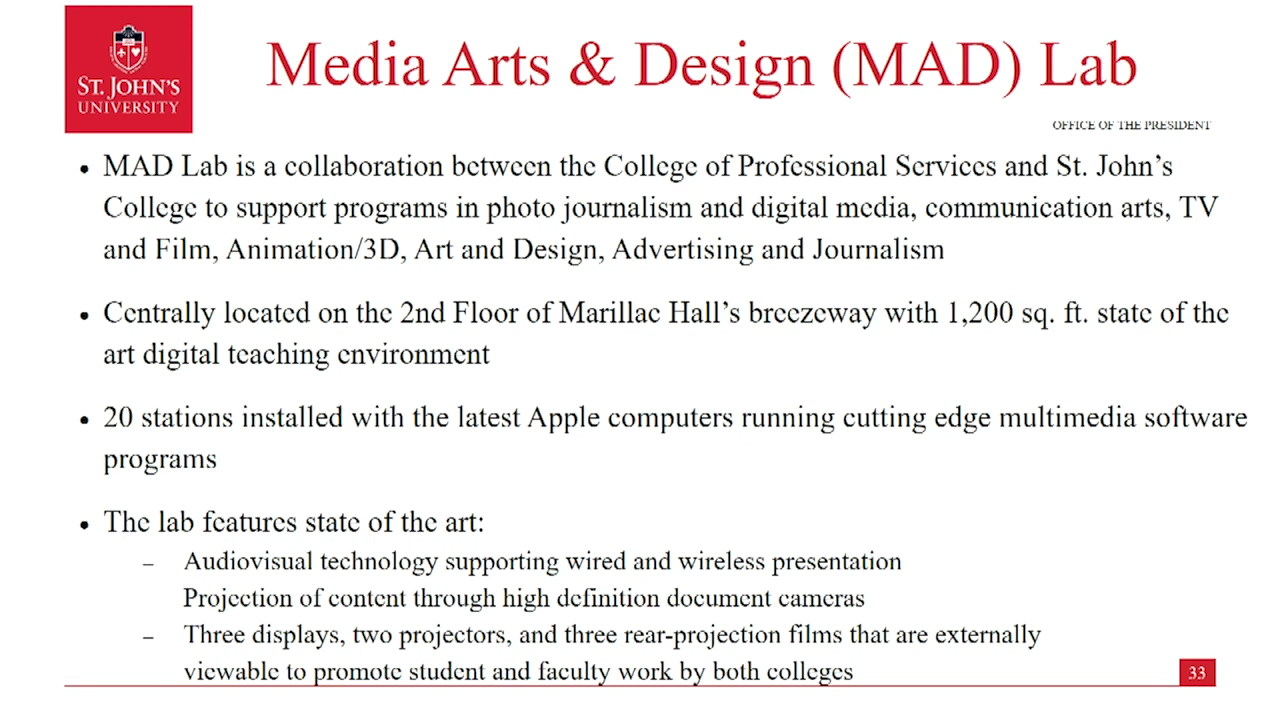 ST. JOHN'S
UNIVERSITY
Media Arts & Design (MAD) Lab
OFFICE OF THE PRESIDENT
• MAD Lab is a collaboration between the College of Professional Services and St. John's
College to support programs in photo journalism and digital media, communication arts, TV
and Film, Animation/3D, Art and Design, Advertising and Journalism
• Centrally located on the 2nd Floor of Marillac Hall's breezeway with 1,200 sq. ft. state of the
art digital teaching environment
• 20 stations installed with the latest Apple computers running cutting edge multimedia software
programs
• The lab features state of the art:
– Audiovisual technology supporting wired and wireless presentation
Projection of content through high definition document cameras
– Three displays, two projectors, and three rear-projection films that are externally
viewable to promote student and faculty work by both colleges
33